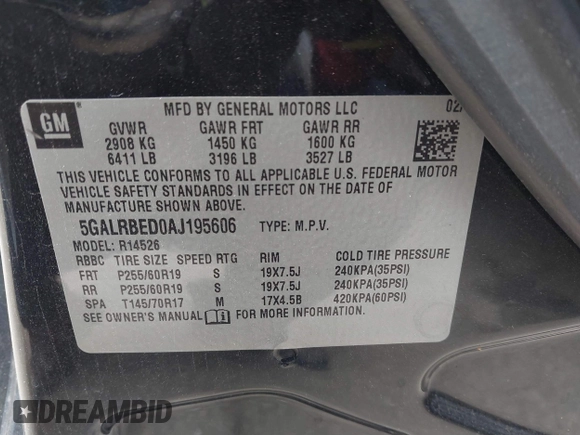 MFD BY GENERAL MOTORS LLC 02/
GM
GVWR GAWR FRT GAWR RR
2908 KG 1450 KG 1600 KG
6411 LB 3196 LB 3527 LB
THIS VEHICLE CONFORMS TO ALL APPLICABLE U.S. FEDERAL MOTOR
VEHICLE SAFETY STANDARDS IN EFFECT ON THE DATE OF
MANUFACTURE SHOWN ABOVE.
5GALRBED0AJ195606 TYPE: M.P.V.
MODEL: R14526
RBBC TIRE SIZE SPEED RTG RIM COLD TIRE PRESSURE
FRT P255/60R19 S 19X7.5J 240KPA(35PSI)
RR P255/60R19 S 19X7.5J 240KPA(35PSI)
SPA T145/70R17 M 17X4.5B 420KPA(60PSI)
SEE OWNER'S MANUAL FOR MORE INFORMATION.
DREAMBID